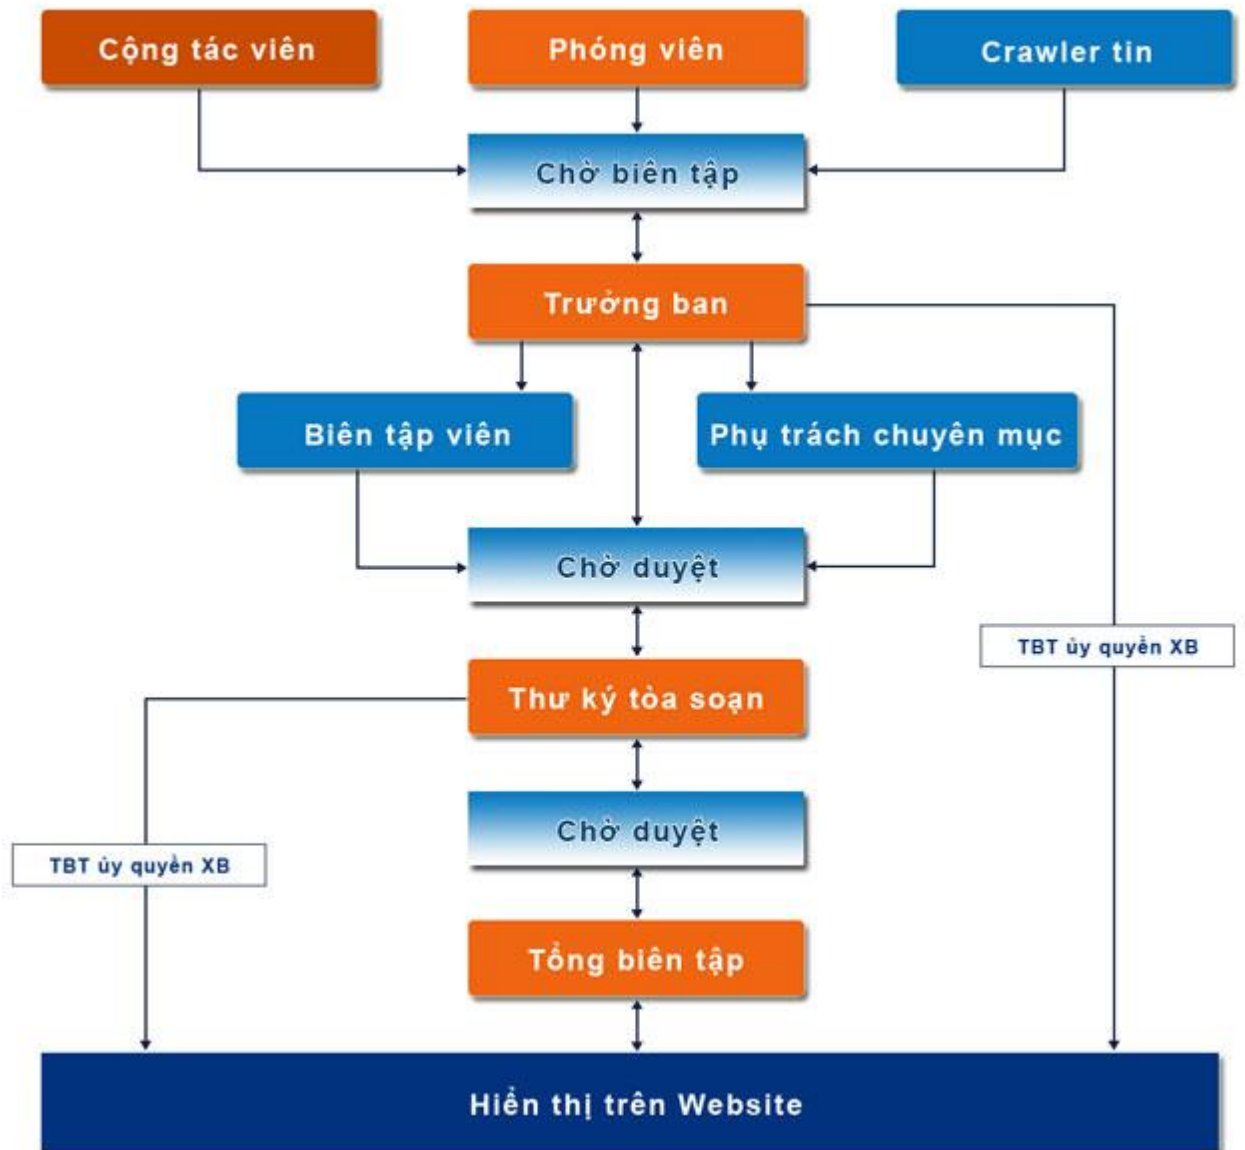 Cộng tác viên
Phóng viên
Crawler tin
Chờ biên tập
Trưởng ban
Biên tập viên
Phụ trách chuyên mục
Chờ duyệt
TBT ủy quyền XB
Thư ký tòa soạn
Chờ duyệt
TBT ủy quyền XB
Tổng biên tập
Hiển thị trên Website